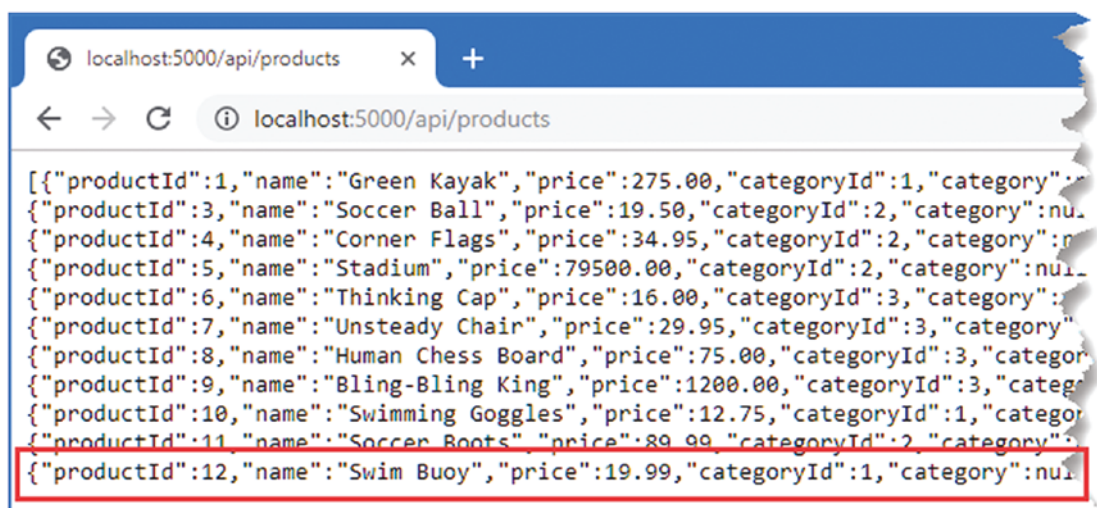 localhost:5000/api/products
localhost:5000/api/products
[{"productId":1,"name":"Green Kayak","price":275.00,"categoryId":1,"category":
{"productId":3,"name":"Soccer Ball","price":19.50,"categoryId":2,"category":nu
{"productId":4,"name":"Corner Flags","price":34.95,"categoryId":2,"category":
{"productId":5,"name":"Stadium","price":79500.00,"categoryId":2,"category":nul
{"productId":6,"name":"Thinking Cap","price":16.00,"categoryId":3,"category":
{"productId":7,"name":"Unsteady Chair","price":29.95,"categoryId":3,"category"
{"productId":8,"name":"Human Chess Board","price":75.00,"categoryId":3,"categor
{"productId":9,"name":"Bling-Bling King","price":1200.00,"categoryId":3,"categ
{"productId":10,"name":"Swimming Goggles","price":12.75,"categoryId":1,"catego
{"productId":11,"name":"Soccer Boots","price":89.99,"categoryId":2,"category":
{"productId":12,"name":"Swim Buoy","price":19.99,"categoryId":1,"category":nul